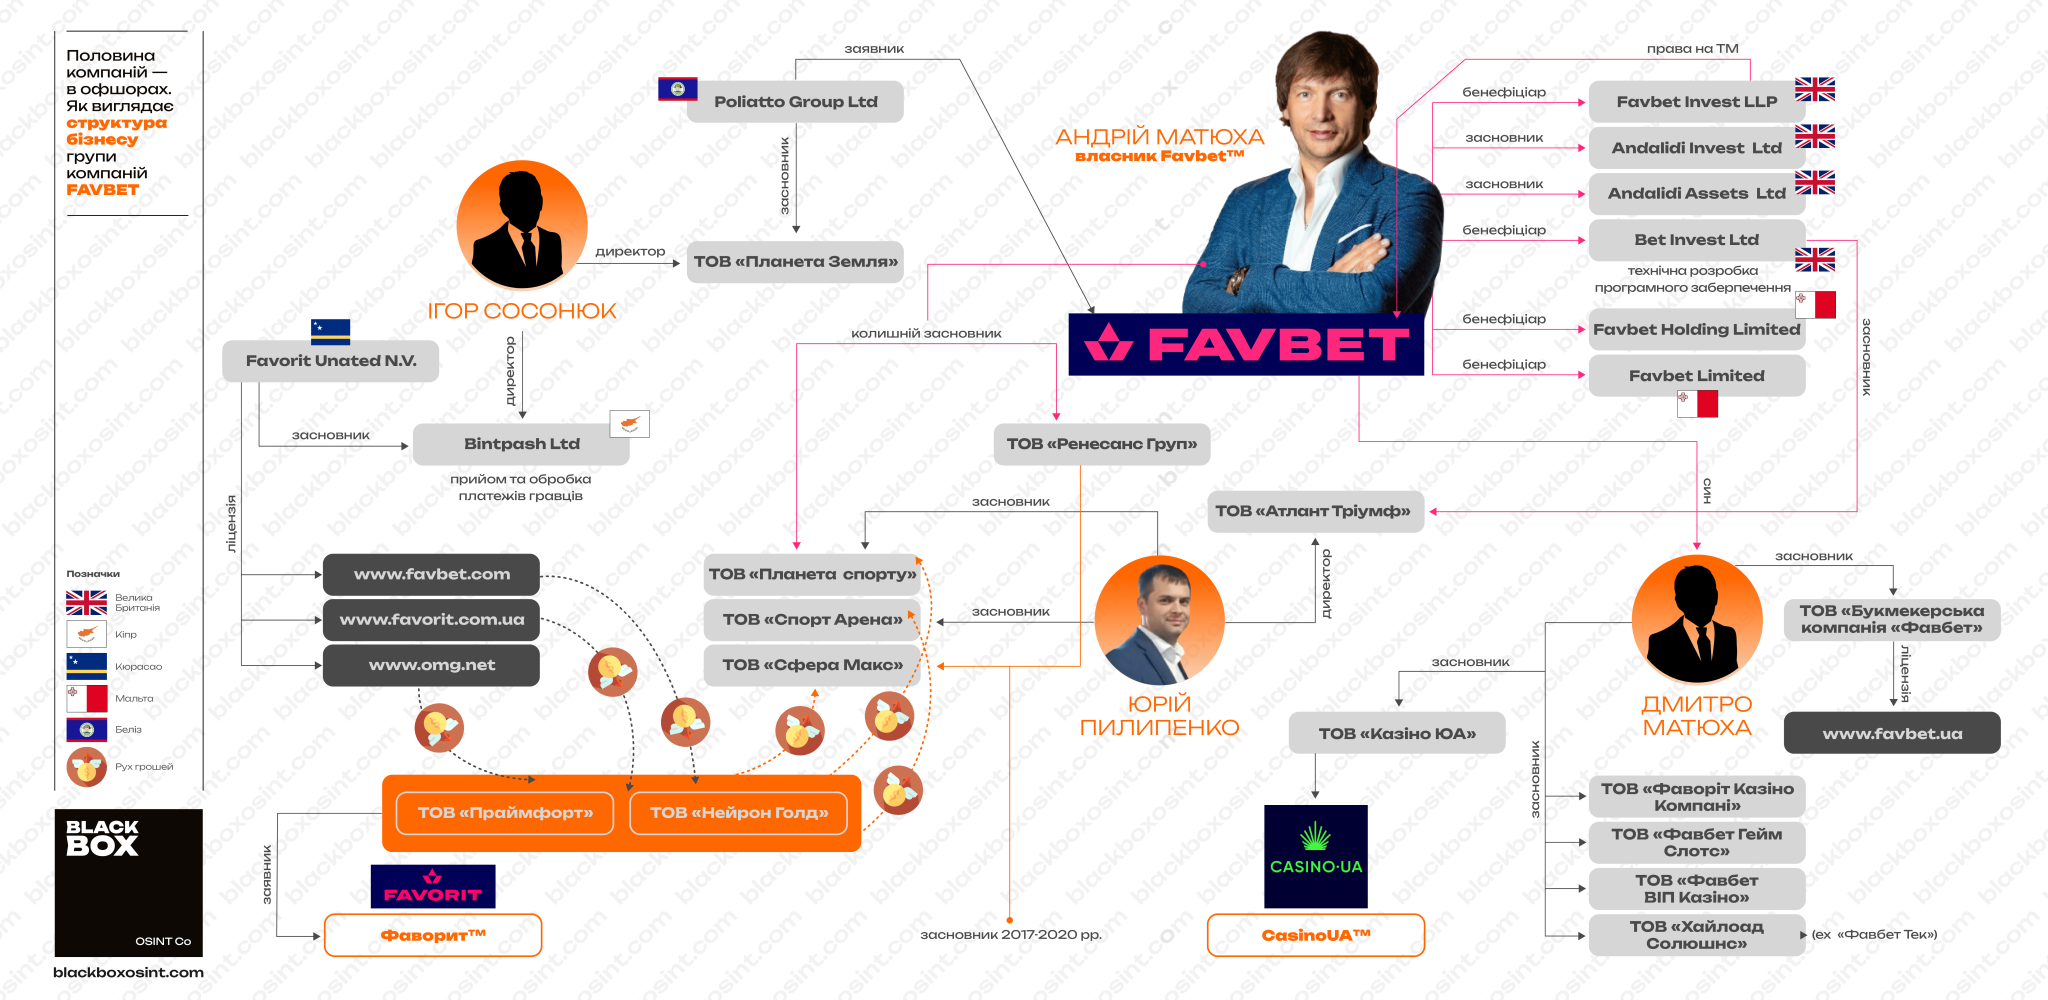 Половина
компаній —
в офшорах.
Як виглядає
структура
бізнесу
групи
компаній
FAVBET
Позначки
Велика
Британія
Кіпр
Кюрасао
Мальта
Беліз
Рух грошей
BLACK
BOX
OSINT Co
blackboxosint.com
заявник
Poliatto Group Ltd
засновник
директор
ТОВ «Планета Земля»
ІГОР СОСОНЮК
Favorit Unated N.V.
директор
засновник
Bintpash Ltd
прийом та обробка
платежів гравців
ліцензія
www.favbet.com
www.favorit.com.ua
www.omg.net
ТОВ «Праймфорт»
ТОВ «Нейрон Голд»
заявник
FAVORIT
Фаворит™
АНДРІЙ МАТЮХА
власник Favbet™
FAVBET
колишній засновник
ТОВ «Ренесанс Груп»
засновник
ТОВ «Планета спорту»
ТОВ «Спорт Арена»
ТОВ «Сфера Макс»
засновник
засновник 2017-2020 рр.
ЮРІЙ
ПИЛИПЕНКО
директор
ТОВ «Атлант Тріумф»
права на ТМ
бенефіціар
Favbet Invest LLP
засновник
Andalidi Invest Ltd
засновник
Andalidi Assets Ltd
бенефіціар
Bet Invest Ltd
технічна розробка
програмного заберпечення
бенефіціар
Favbet Holding Limited
бенефіціар
Favbet Limited
засновник
син
ДМИТРО
МАТЮХА
засновник
ТОВ «Букмекерська
компанія «Фавбет»
ліцензія
www.favbet.ua
засновник
ТОВ «Казіно ЮА»
CASINO·UA
CasinoUA™
засновник
ТОВ «Фаворіт Казіно
Компані»
ТОВ «Фавбет Гейм
Слотс»
ТОВ «Фавбет
ВІП Казіно»
ТОВ «Хайлоад
Солюшнс»
(ex «Фавбет Тек»)